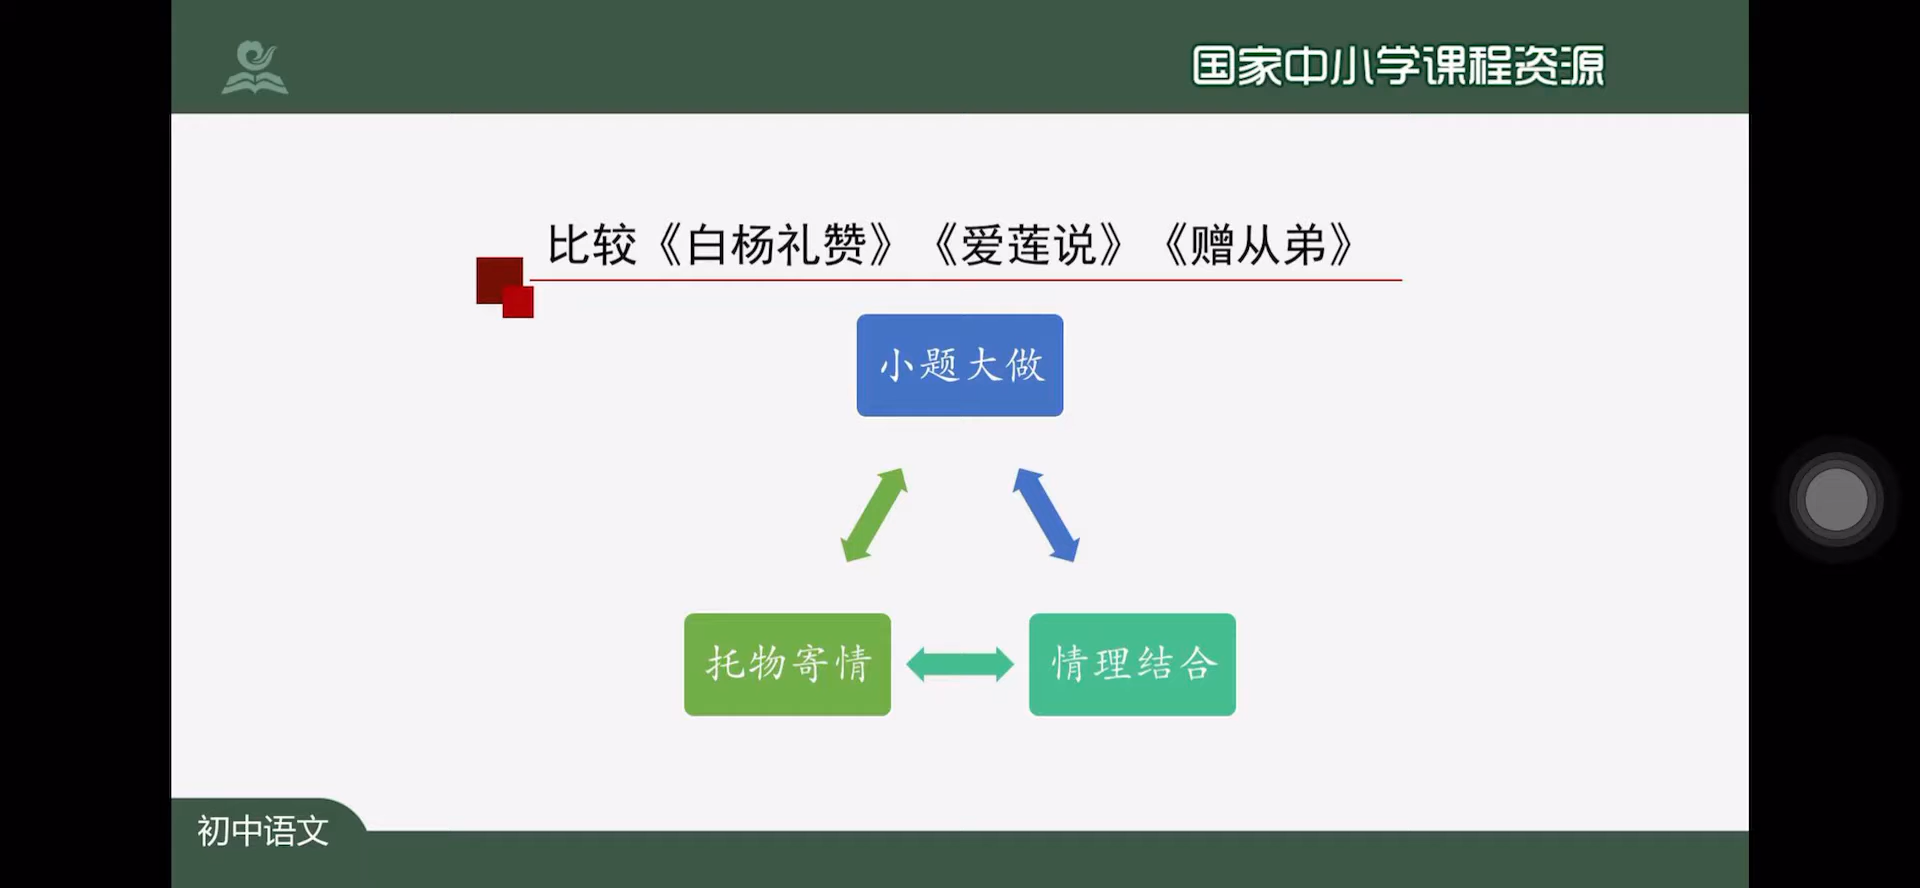 国家中小学课程资源
比较《白杨礼赞》《爱莲说》《赠从弟》
小题大做
托物寄情
情理结合
初中语文